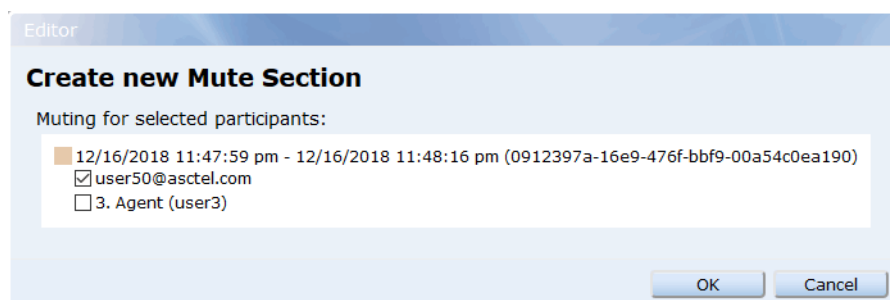 Editor
Create new Mute Section
Muting for selected participants:
12/16/2018 11:47:59 pm - 12/16/2018 11:48:16 pm (0912397a-16e9-476f-bbf9-00a54c0ea190)
user50@asctel.com
3. Agent (user3)
OK Cancel